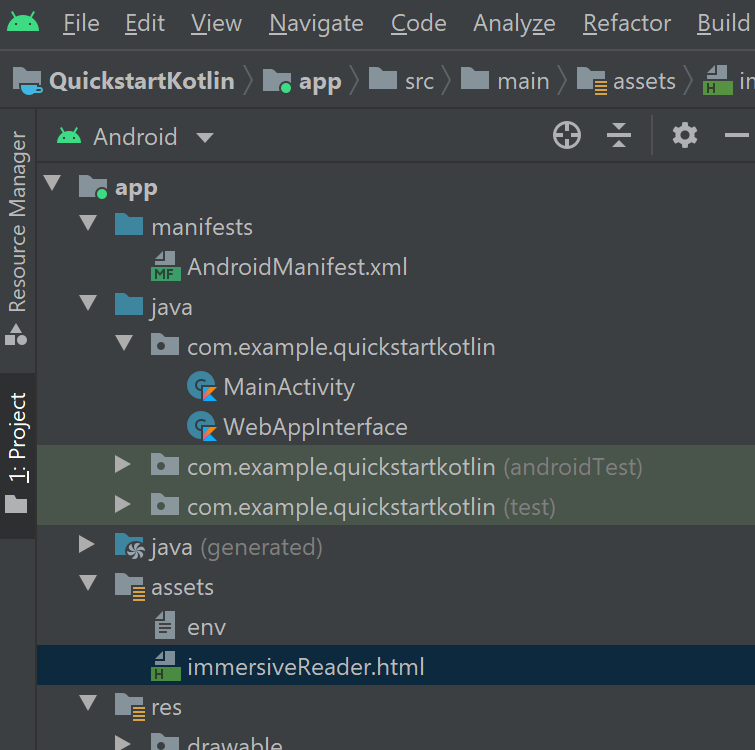 File Edit View Navigate Code Analyze Refactor Build
QuickstartKotlin app src main assets
Android
Resource Manager
1: Project
app
manifests
AndroidManifest.xml
java
com.example.quickstartkotlin
MainActivity
WebAppInterface
com.example.quickstartkotlin (androidTest)
com.example.quickstartkotlin (test)
java (generated)
assets
env
immersiveReader.html
res
drawable